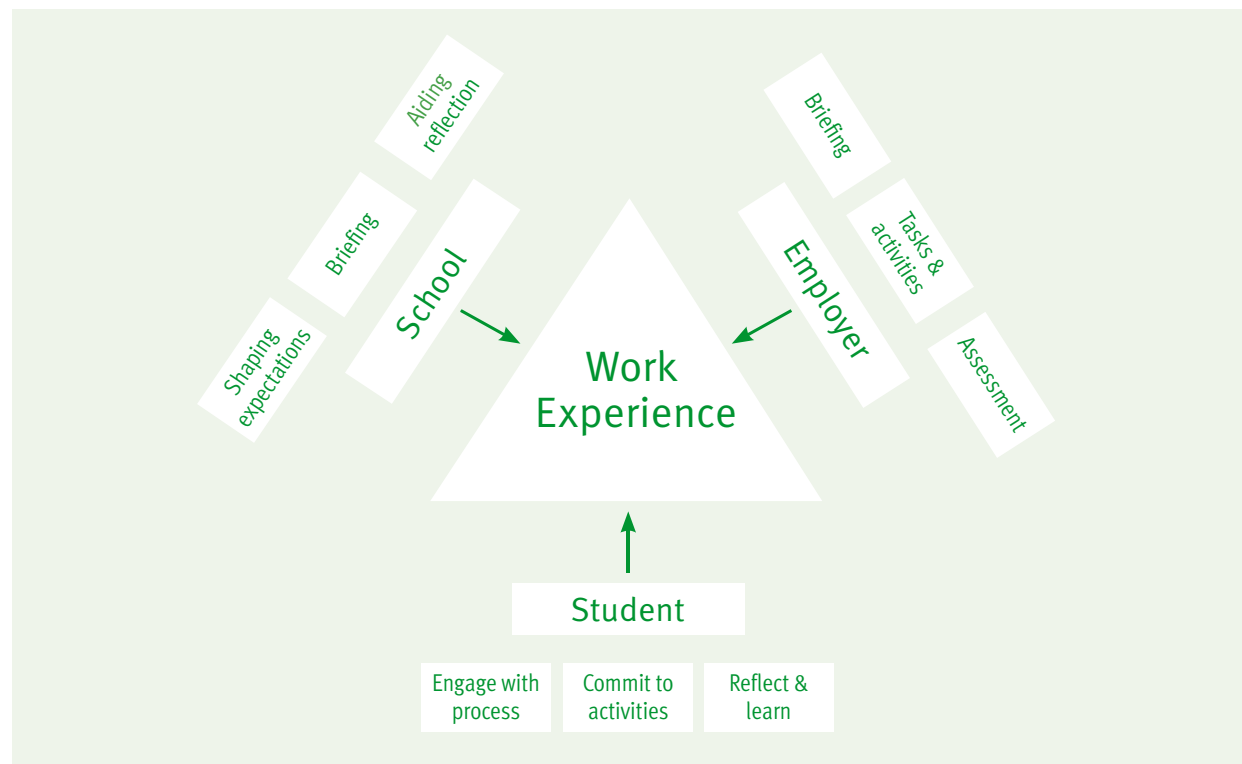 Aiding
reflection
Briefing
Shaping
expectations
School
Briefing
Tasks &
activities
Assessment
Employer
Work
Experience
Student
Engage with
process
Commit to
activities
Reflect &
learn